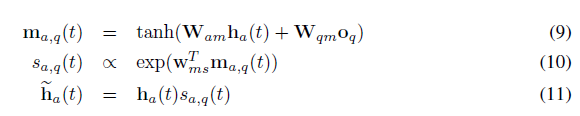 m_{a,q}(t) = tanh(W_{am}h_a(t) + W_{qm}o_q) (9)
s_{a,q}(t) ∝ exp(w_{ms}^T m_{a,q}(t)) (10)
h̃_a(t) = h_a(t)s_{a,q}(t) (11)